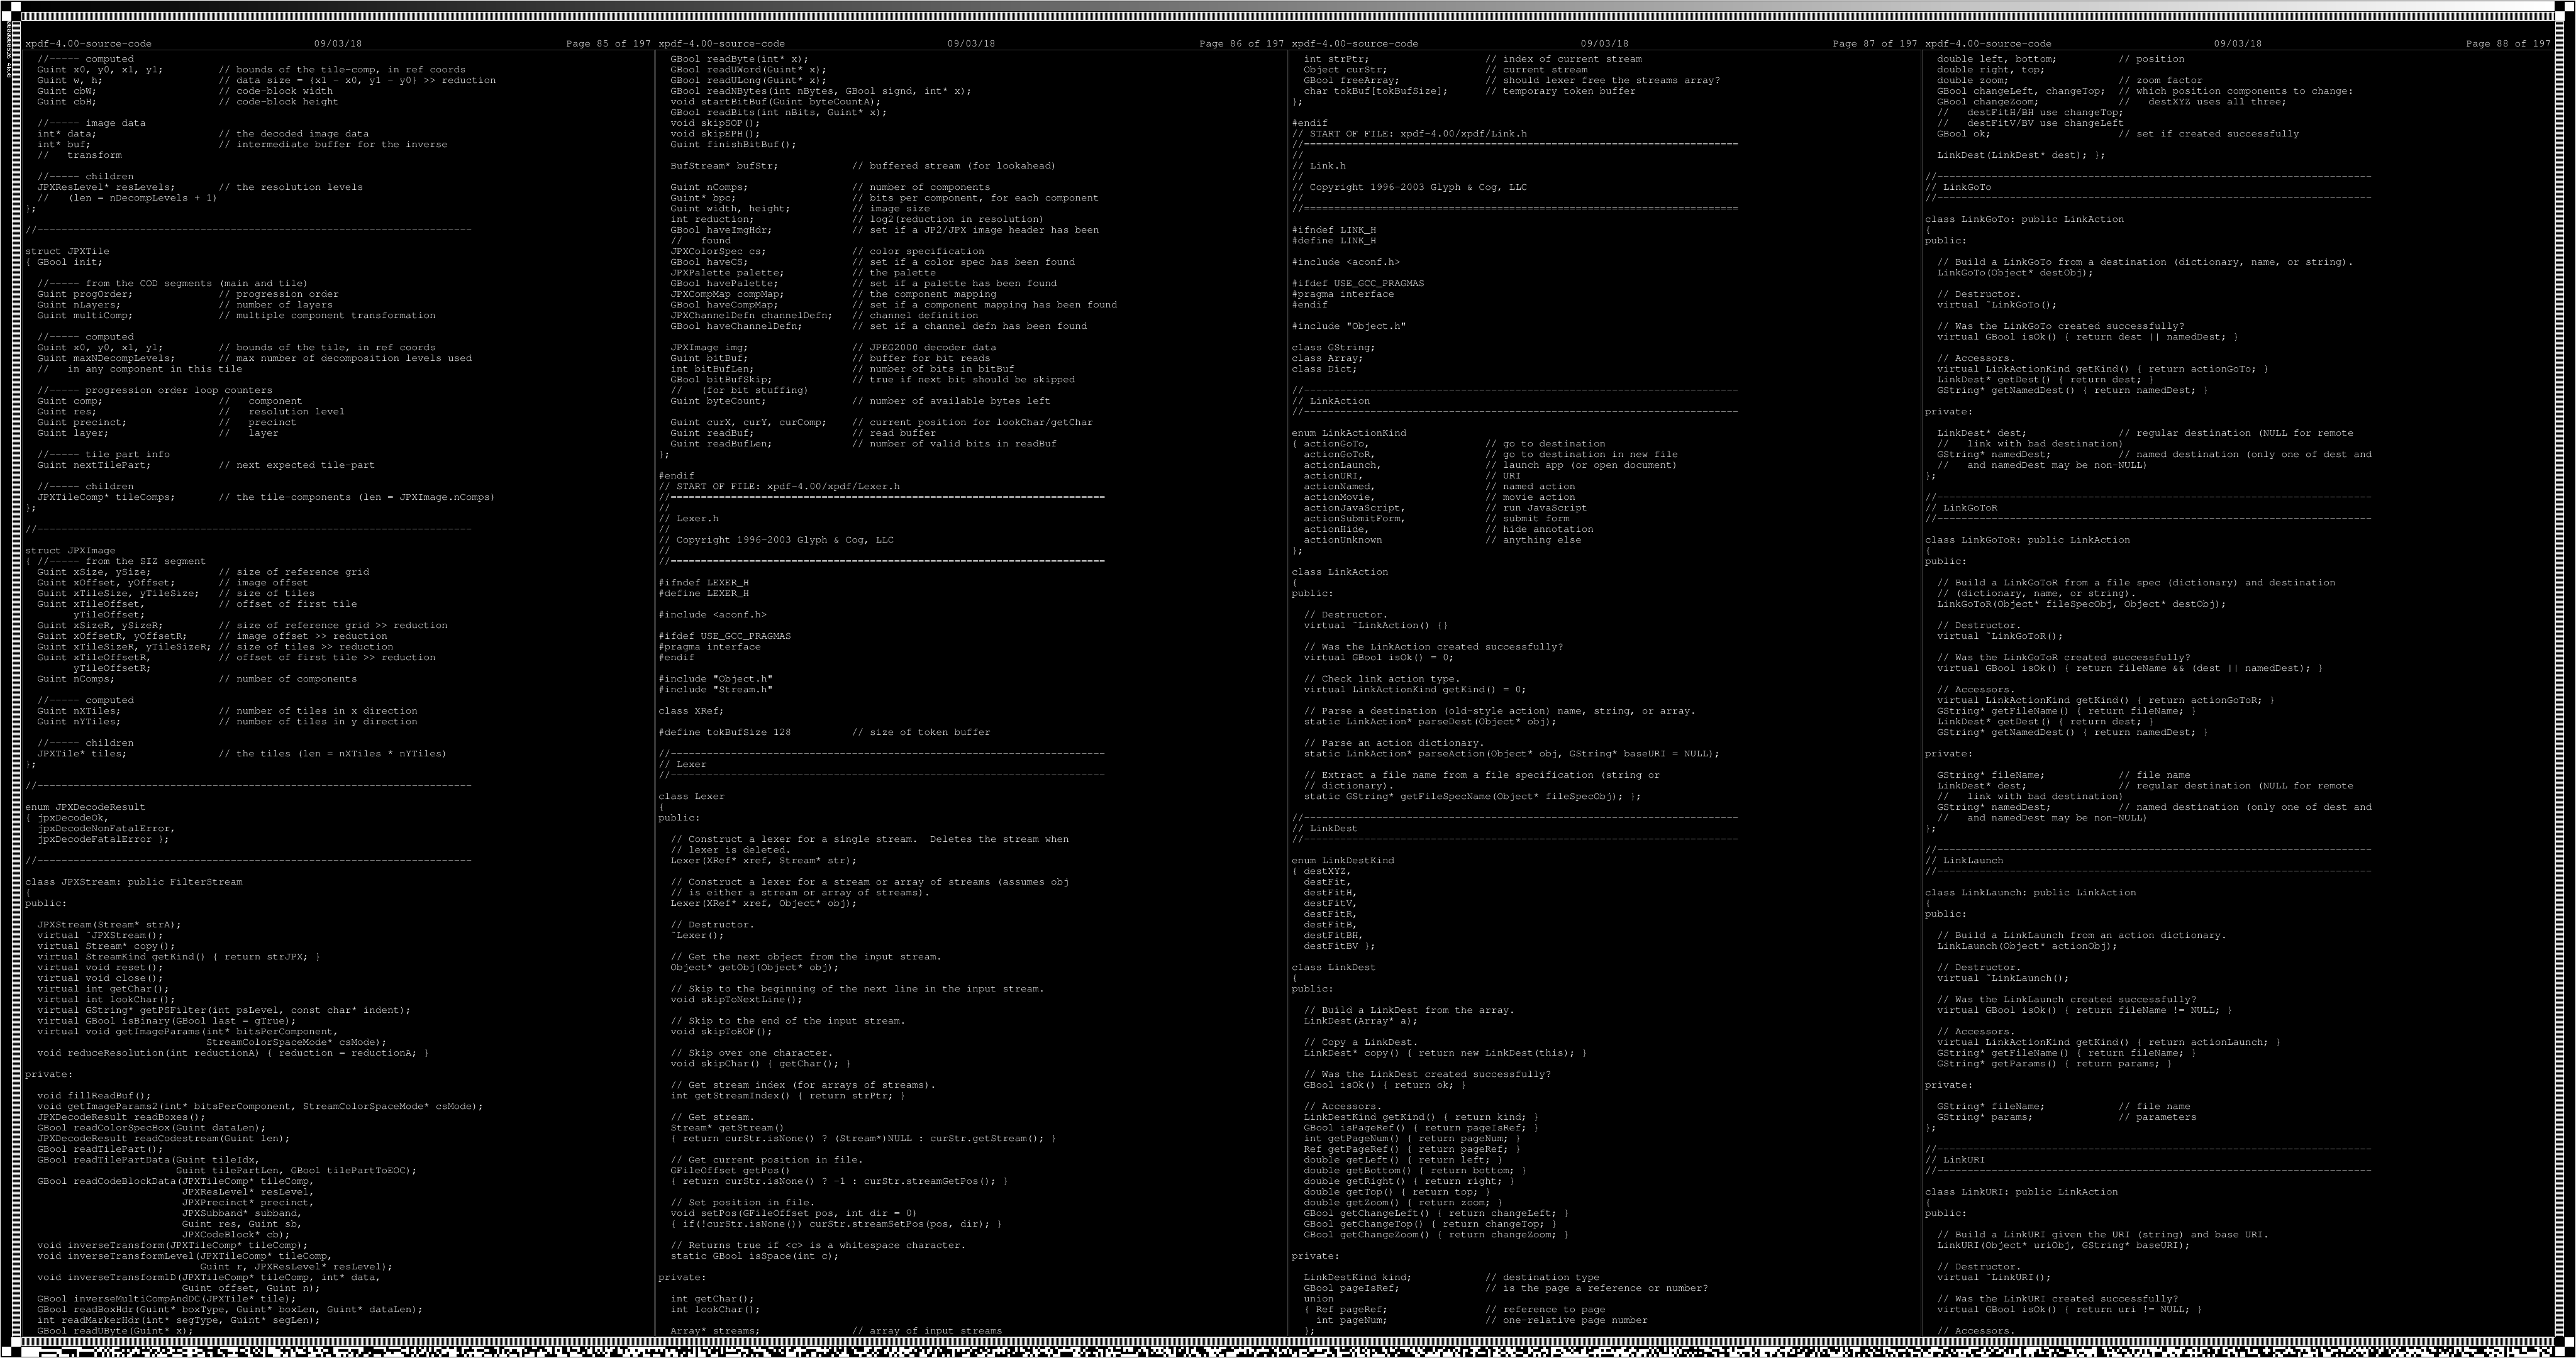 xpdf-4.00-source-code 09/03/18 Page 85 of 197
//----- computed
Guint x0, y0, x1, y1; // bounds of the tile-comp, in ref coords
Guint w, h; // data size = {x1 - x0, y1 - y0} >> reduction
Guint cbW; // code-block width
Guint cbH; // code-block height
//----- image data
int* data; // the decoded image data
int* buf; // intermediate buffer for the inverse
// transform
//----- children
JPXResLevel* resLevels; // the resolution levels
// (len = nDecompLevels + 1)
};
//------------------------------------------------------------------------
struct JPXTile
{ GBool init;
//----- from the COD segments (main and tile)
Guint progOrder; // progression order
Guint nLayers; // number of layers
Guint multiComp; // multiple component transformation
//----- computed
Guint x0, y0, x1, y1; // bounds of the tile, in ref coords
Guint maxNDecompLevels; // max number of decomposition levels used
// in any component in this tile
//----- progression order loop counters
Guint comp; // component
Guint res; // resolution level
Guint precinct; // precinct
Guint layer; // layer
//----- tile part info
Guint nextTilePart; // next expected tile-part
//----- children
JPXTileComp* tileComps; // the tile-components (len = JPXImage.nComps)
};
//------------------------------------------------------------------------
struct JPXImage
{ //----- from the SIZ segment
Guint xSize, ySize; // size of reference grid
Guint xOffset, yOffset; // image offset
Guint xTileSize, yTileSize; // size of tiles
Guint xTileOffset, // offset of first tile
yTileOffset;
Guint xSizeR, ySizeR; // size of reference grid >> reduction
Guint xOffsetR, yOffsetR; // image offset >> reduction
Guint xTileSizeR, yTileSizeR; // size of tiles >> reduction
Guint xTileOffsetR, // offset of first tile >> reduction
yTileOffsetR;
Guint nComps; // number of components
//----- computed
Guint nXTiles; // number of tiles in x direction
Guint nYTiles; // number of tiles in y direction
//----- children
JPXTile* tiles; // the tiles (len = nXTiles * nYTiles)
};
//------------------------------------------------------------------------
enum JPXDecodeResult
{ jpxDecodeOk,
jpxDecodeNonFatalError,
jpxDecodeFatalError };
//------------------------------------------------------------------------
class JPXStream: public FilterStream
{
public:
JPXStream(Stream* strA);
virtual ~JPXStream();
virtual Stream* copy();
virtual StreamKind getKind() { return strJPX; }
virtual void reset();
virtual void close();
virtual int getChar();
virtual int lookChar();
virtual GString* getPSFilter(int psLevel, const char* indent);
virtual GBool isBinary(GBool last = gTrue);
virtual void getImageParams(int* bitsPerComponent,
StreamColorSpaceMode* csMode);
void reduceResolution(int reductionA) { reduction = reductionA; }
private:
void fillReadBuf();
void getImageParams2(int* bitsPerComponent, StreamColorSpaceMode* csMode);
JPXDecodeResult readBoxes();
GBool readColorSpecBox(Guint dataLen);
JPXDecodeResult readCodestream(Guint len);
GBool readTilePart();
GBool readTilePartData(Guint tileIdx,
Guint tilePartLen, GBool tilePartToEOC);
GBool readCodeBlockData(JPXTileComp* tileComp,
JPXResLevel* resLevel,
JPXPrecinct* precinct,
JPXSubband* subband,
Guint res, Guint sb,
JPXCodeBlock* cb);
void inverseTransform(JPXTileComp* tileComp);
void inverseTransformLevel(JPXTileComp* tileComp,
Guint r, JPXResLevel* resLevel);
void inverseTransform1D(JPXTileComp* tileComp, int* data,
Guint offset, Guint n);
GBool inverseMultiCompAndDC(JPXTile* tile);
GBool readBoxHdr(Guint* boxType, Guint* boxLen, Guint* dataLen);
int readMarkerHdr(int* segType, Guint* segLen);
GBool readUByte(Guint* x);
xpdf-4.00-source-code 09/03/18 Page 86 of 197
GBool readByte(int* x);
GBool readUWord(Guint* x);
GBool readULong(Guint* x);
GBool readNBytes(int nBytes, GBool signd, int* x);
void startBitBuf(Guint byteCountA);
GBool readBits(int nBits, Guint* x);
void skipSOP();
void skipEPH();
Guint finishBitBuf();
BufStream* bufStr; // buffered stream (for lookahead)
Guint nComps; // number of components
Guint* bpc; // bits per component, for each component
Guint width, height; // image size
int reduction; // log2(reduction in resolution)
GBool haveImgHdr; // set if a JP2/JPX image header has been
// found
JPXColorSpec cs; // color specification
GBool haveCS; // set if a color spec has been found
JPXPalette palette; // the palette
GBool havePalette; // set if a palette has been found
JPXCompMap compMap; // the component mapping
GBool haveCompMap; // set if a component mapping has been found
JPXChannelDefn channelDefn; // channel definition
GBool haveChannelDefn; // set if a channel defn has been found
JPXImage img; // JPEG2000 decoder data
Guint bitBuf; // buffer for bit reads
int bitBufLen; // number of bits in bitBuf
GBool bitBufSkip; // true if next bit should be skipped
// (for bit stuffing)
Guint byteCount; // number of available bytes left
Guint curX, curY, curComp; // current position for lookChar/getChar
Guint readBuf; // read buffer
Guint readBufLen; // number of valid bits in readBuf
};
#endif
// START OF FILE: xpdf-4.00/xpdf/Lexer.h
//========================================================================
//
// Lexer.h
//
// Copyright 1996-2003 Glyph & Cog, LLC
//
//========================================================================
#ifndef LEXER_H
#define LEXER_H
#include <aconf.h>
#ifdef USE_GCC_PRAGMAS
#pragma interface
#endif
#include "Object.h"
#include "Stream.h"
class XRef;
#define tokBufSize 128 // size of token buffer
//------------------------------------------------------------------------
// Lexer
//------------------------------------------------------------------------
class Lexer
{
public:
// Construct a lexer for a single stream. Deletes the stream when
// lexer is deleted.
Lexer(XRef* xref, Stream* str);
// Construct a lexer for a stream or array of streams (assumes obj
// is either a stream or array of streams).
Lexer(XRef* xref, Object* obj);
// Destructor.
~Lexer();
// Get the next object from the input stream.
Object* getObj(Object* obj);
// Skip to the beginning of the next line in the input stream.
void skipToNextLine();
// Skip to the end of the input stream.
void skipToEOF();
// Skip over one character.
void skipChar() { getChar(); }
// Get stream index (for arrays of streams).
int getStreamIndex() { return strPtr; }
// Get stream.
Stream* getStream()
{ return curStr.isNone() ? (Stream*)NULL : curStr.getStream(); }
// Get current position in file.
GFileOffset getPos()
{ return curStr.isNone() ? -1 : curStr.streamGetPos(); }
// Set position in file.
void setPos(GFileOffset pos, int dir = 0)
{ if(!curStr.isNone()) curStr.streamSetPos(pos, dir); }
// Returns true if <c> is a whitespace character.
static GBool isSpace(int c);
private:
int getChar();
int lookChar();
Array* streams; // array of input streams
xpdf-4.00-source-code 09/03/18 Page 87 of 197
int strPtr; // index of current stream
Object curStr; // current stream
GBool freeArray; // should lexer free the streams array?
char tokBuf[tokBufSize]; // temporary token buffer
};
#endif
// START OF FILE: xpdf-4.00/xpdf/Link.h
//========================================================================
//
// Link.h
//
// Copyright 1996-2003 Glyph & Cog, LLC
//
//========================================================================
#ifndef LINK_H
#define LINK_H
#include <aconf.h>
#ifdef USE_GCC_PRAGMAS
#pragma interface
#endif
#include "Object.h"
class GString;
class Array;
class Dict;
//------------------------------------------------------------------------
// LinkAction
//------------------------------------------------------------------------
enum LinkActionKind
{ actionGoTo, // go to destination
actionGoToR, // go to destination in new file
actionLaunch, // launch app (or open document)
actionURI, // URI
actionNamed, // named action
actionMovie, // movie action
actionJavaScript, // run JavaScript
actionSubmitForm, // submit form
actionHide, // hide annotation
actionUnknown // anything else
};
class LinkAction
{
public:
// Destructor.
virtual ~LinkAction() {}
// Was the LinkAction created successfully?
virtual GBool isOk() = 0;
// Check link action type.
virtual LinkActionKind getKind() = 0;
// Parse a destination (old-style action) name, string, or array.
static LinkAction* parseDest(Object* obj);
// Parse an action dictionary.
static LinkAction* parseAction(Object* obj, GString* baseURI = NULL);
// Extract a file name from a file specification (string or
// dictionary).
static GString* getFileSpecName(Object* fileSpecObj); };
//------------------------------------------------------------------------
// LinkDest
//------------------------------------------------------------------------
enum LinkDestKind
{ destXYZ,
destFit,
destFitH,
destFitV,
destFitR,
destFitB,
destFitBH,
destFitBV };
class LinkDest
{
public:
// Build a LinkDest from the array.
LinkDest(Array* a);
// Copy a LinkDest.
LinkDest* copy() { return new LinkDest(this); }
// Was the LinkDest created successfully?
GBool isOk() { return ok; }
// Accessors.
LinkDestKind getKind() { return kind; }
GBool isPageRef() { return pageIsRef; }
int getPageNum() { return pageNum; }
Ref getPageRef() { return pageRef; }
double getLeft() { return left; }
double getBottom() { return bottom; }
double getRight() { return right; }
double getTop() { return top; }
double getZoom() { return zoom; }
GBool getChangeLeft() { return changeLeft; }
GBool getChangeTop() { return changeTop; }
GBool getChangeZoom() { return changeZoom; }
private:
LinkDestKind kind; // destination type
GBool pageIsRef; // is the page a reference or number?
union
{ Ref pageRef; // reference to page
int pageNum; // one-relative page number
};
xpdf-4.00-source-code 09/03/18 Page 88 of 197
double left, bottom; // position
double right, top;
double zoom; // zoom factor
GBool changeLeft, changeTop; // which position components to change:
GBool changeZoom; // destXYZ uses all three;
// destFitH/BH use changeTop;
// destFitV/BV use changeLeft
GBool ok; // set if created successfully
LinkDest(LinkDest* dest); };
//------------------------------------------------------------------------
// LinkGoTo
//------------------------------------------------------------------------
class LinkGoTo: public LinkAction
{
public:
// Build a LinkGoTo from a destination (dictionary, name, or string).
LinkGoTo(Object* destObj);
// Destructor.
virtual ~LinkGoTo();
// Was the LinkGoTo created successfully?
virtual GBool isOk() { return dest || namedDest; }
// Accessors.
virtual LinkActionKind getKind() { return actionGoTo; }
LinkDest* getDest() { return dest; }
GString* getNamedDest() { return namedDest; }
private:
LinkDest* dest; // regular destination (NULL for remote
// link with bad destination)
GString* namedDest; // named destination (only one of dest and
// and namedDest may be non-NULL)
};
//------------------------------------------------------------------------
// LinkGoToR
//------------------------------------------------------------------------
class LinkGoToR: public LinkAction
{
public:
// Build a LinkGoToR from a file spec (dictionary) and destination
// (dictionary, name, or string).
LinkGoToR(Object* fileSpecObj, Object* destObj);
// Destructor.
virtual ~LinkGoToR();
// Was the LinkGoToR created successfully?
virtual GBool isOk() { return fileName && (dest || namedDest); }
// Accessors.
virtual LinkActionKind getKind() { return actionGoToR; }
GString* getFileName() { return fileName; }
LinkDest* getDest() { return dest; }
GString* getNamedDest() { return namedDest; }
private:
GString* fileName; // file name
LinkDest* dest; // regular destination (NULL for remote
// link with bad destination)
GString* namedDest; // named destination (only one of dest and
// and namedDest may be non-NULL)
};
//------------------------------------------------------------------------
// LinkLaunch
//------------------------------------------------------------------------
class LinkLaunch: public LinkAction
{
public:
// Build a LinkLaunch from an action dictionary.
LinkLaunch(Object* actionObj);
// Destructor.
virtual ~LinkLaunch();
// Was the LinkLaunch created successfully?
virtual GBool isOk() { return fileName != NULL; }
// Accessors.
virtual LinkActionKind getKind() { return actionLaunch; }
GString* getFileName() { return fileName; }
GString* getParams() { return params; }
private:
GString* fileName; // file name
GString* params; // parameters
};
//------------------------------------------------------------------------
// LinkURI
//------------------------------------------------------------------------
class LinkURI: public LinkAction
{
public:
// Build a LinkURI given the URI (string) and base URI.
LinkURI(Object* uriObj, GString* baseURI);
// Destructor.
virtual ~LinkURI();
// Was the LinkURI created successfully?
virtual GBool isOk() { return uri != NULL; }
// Accessors.